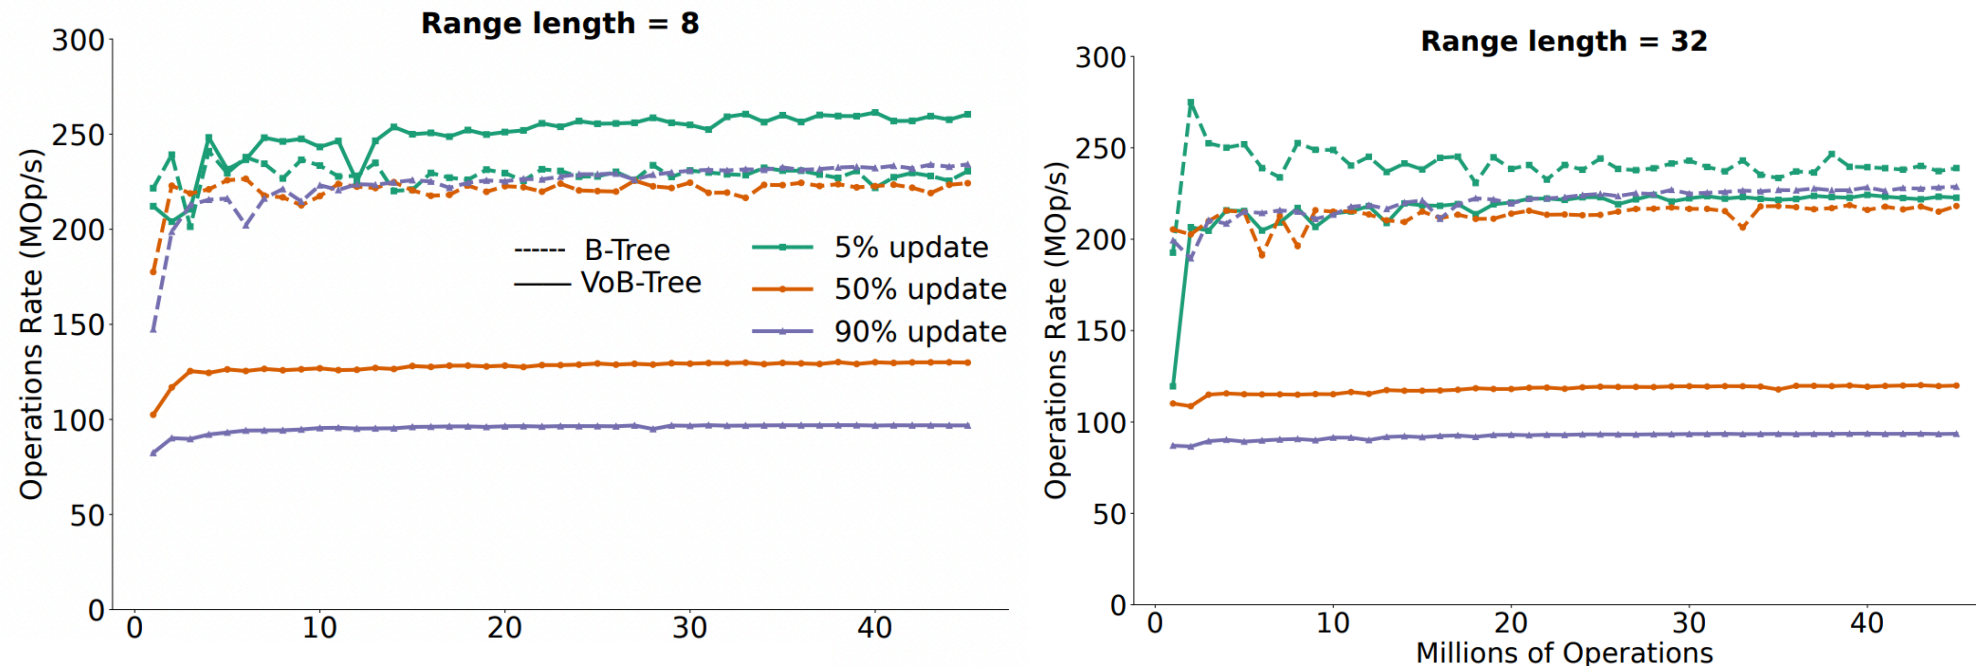 Range length = 8
Operations Rate (MOp/s)
300
250
200
150
100
50
0
0 10 20 30 40
B-Tree
VoB-Tree
5% update
50% update
90% update
Range length = 32
Operations Rate (MOp/s)
300
250
200
150
100
50
0
0 10 20 30 40
Millions of Operations